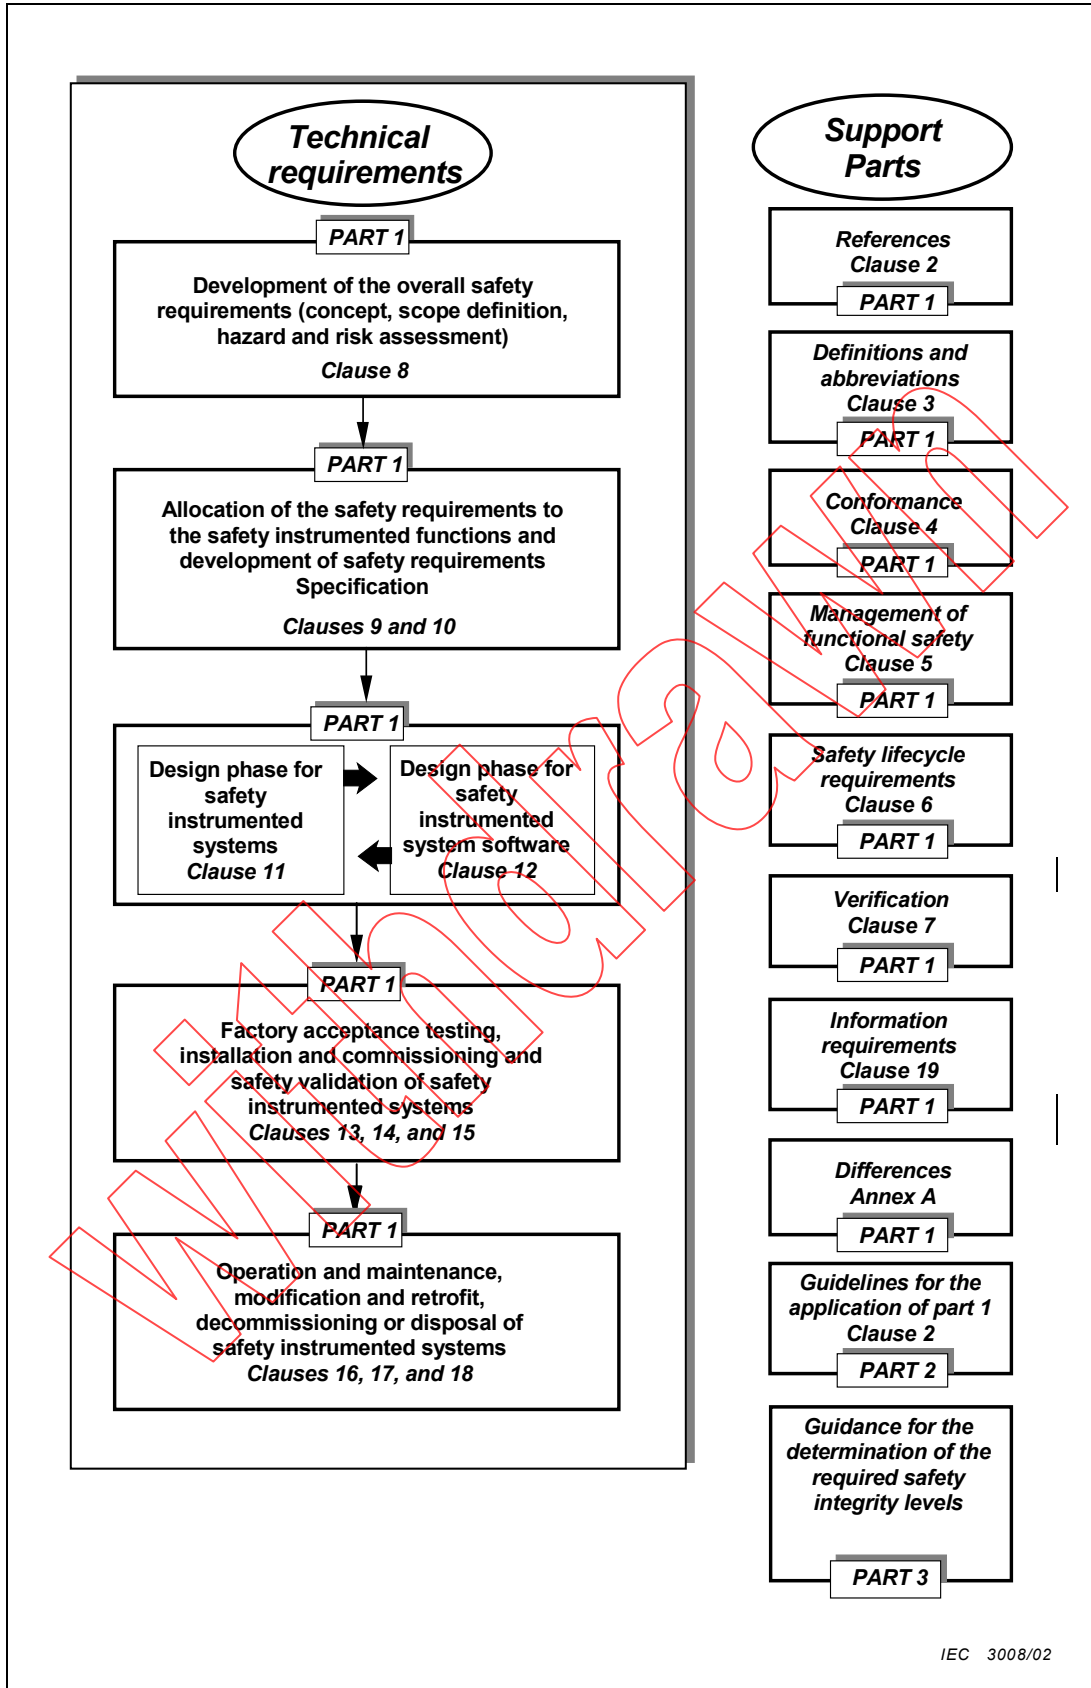 Technical
requirements
PART 1
Development of the overall safety
requirements (concept, scope definition,
hazard and risk assessment)
Clause 8
PART 1
Allocation of the safety requirements to
the safety instrumented functions and
development of safety requirements
Specification
Clauses 9 and 10
PART 1
Design phase for
safety
instrumented
systems
Clause 11
Design phase for
safety
instrumented
system software
Clause 12
PART 1
Factory acceptance testing,
installation and commissioning and
safety validation of safety
instrumented systems
Clauses 13, 14, and 15
PART 1
Operation and maintenance,
modification and retrofit,
decommissioning or disposal of
safety instrumented systems
Clauses 16, 17, and 18
Support
Parts
References
Clause 2
PART 1
Definitions and
abbreviations
Clause 3
PART 1
Conformance
Clause 4
PART 1
Management of
functional safety
Clause 5
PART 1
Safety lifecycle
requirements
Clause 6
PART 1
Verification
Clause 7
PART 1
Information
requirements
Clause 19
PART 1
Differences
Annex A
PART 1
Guidelines for the
application of part 1
Clause 2
PART 2
Guidance for the
determination of the
required safety
integrity levels
PART 3
IEC 3008/02
Withdrawn